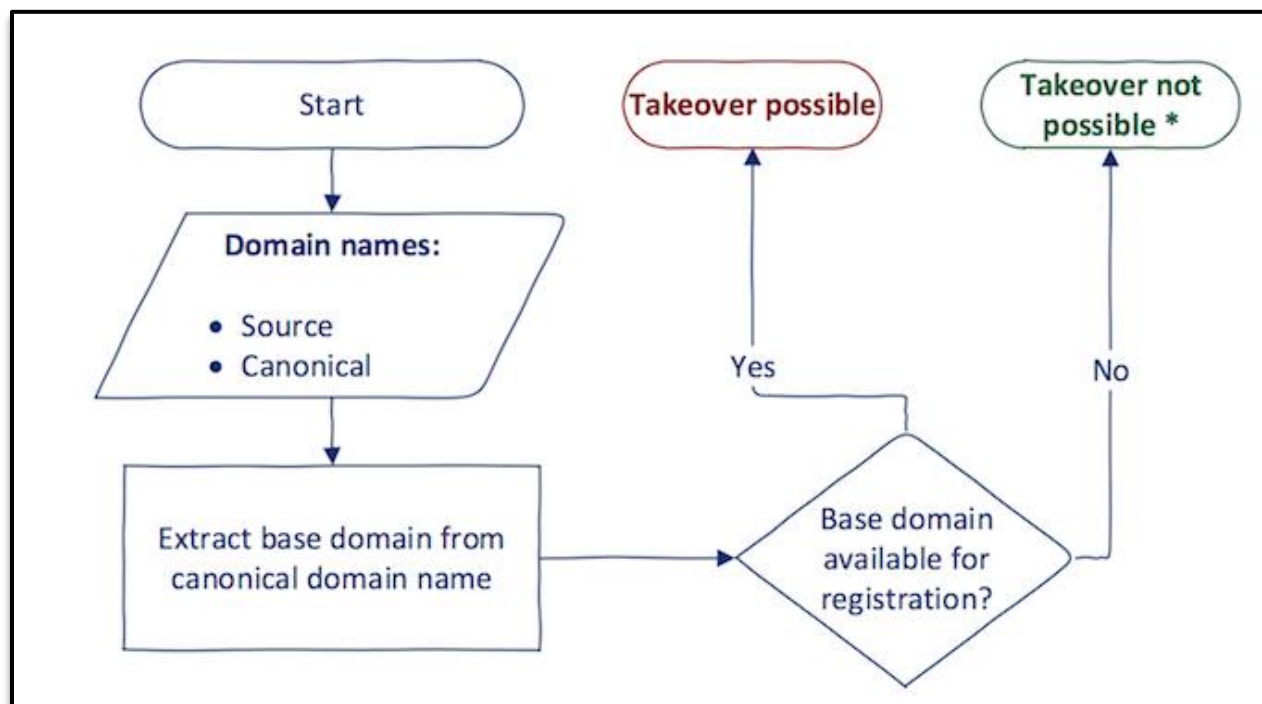 Start
Takeover possible
Takeover not
possible *
Domain names:
• Source
• Canonical
Yes
No
Extract base domain from
canonical domain name
Base domain
available for
registration?